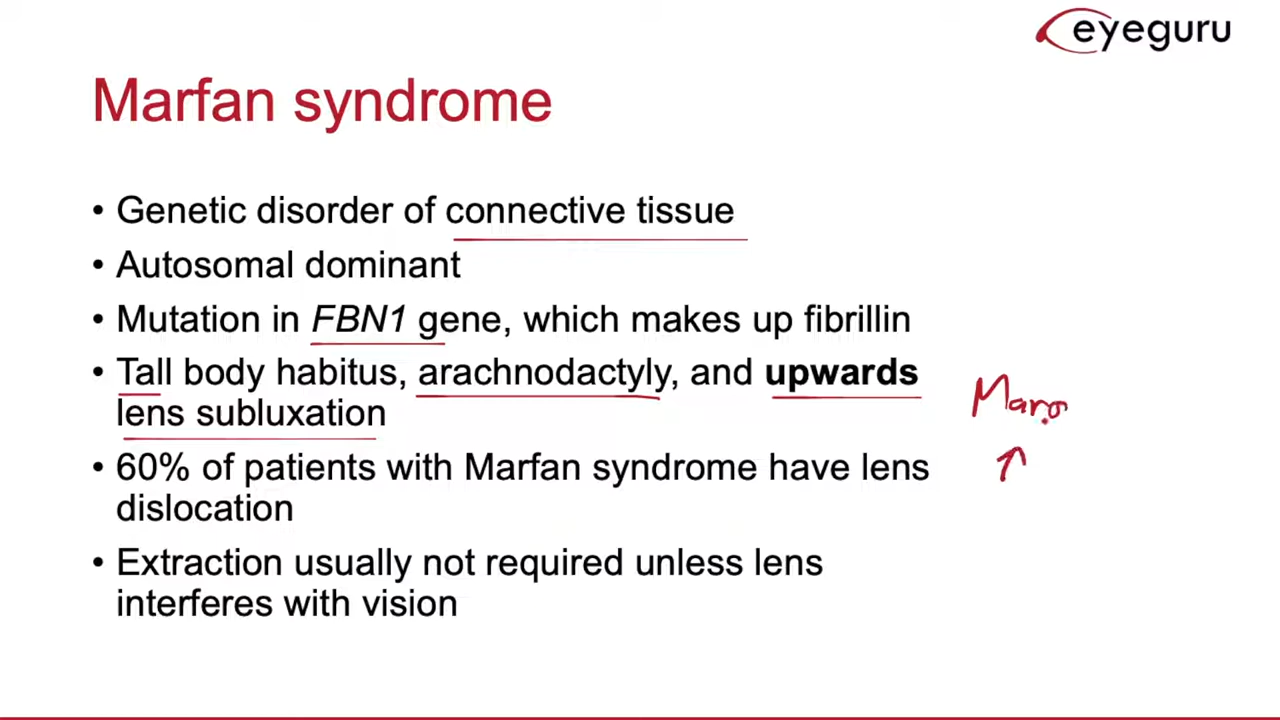 eyeguru
Marfan syndrome
• Genetic disorder of connective tissue
• Autosomal dominant
• Mutation in FBN1 gene, which makes up fibrillin
• Tall body habitus, arachnodactyly, and upwards
lens subluxation
• 60% of patients with Marfan syndrome have lens
dislocation
• Extraction usually not required unless lens
interferes with vision
↑